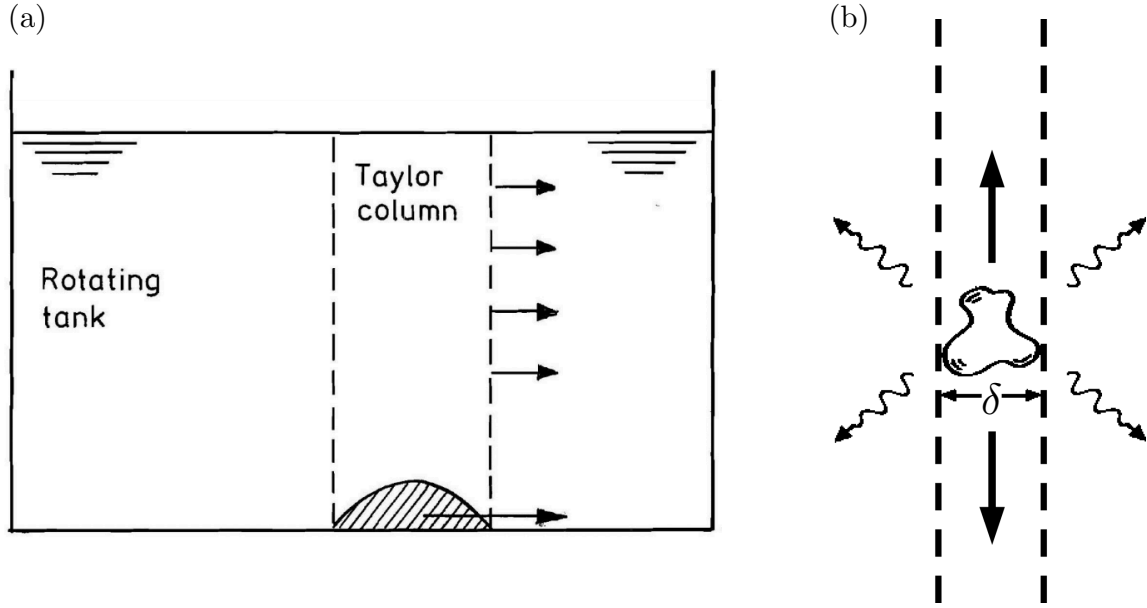 (a)
(b)
Taylor
column
Rotating
tank
δ